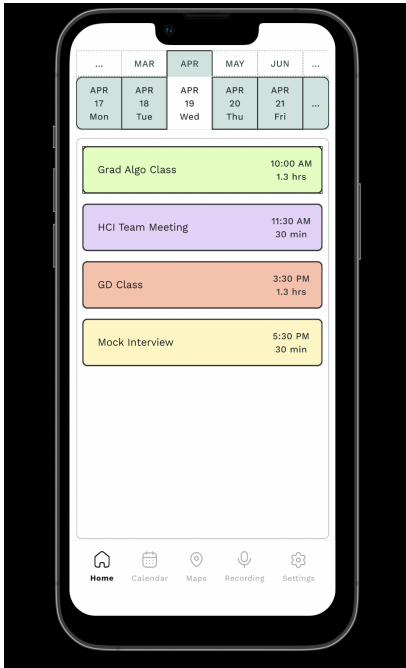 ... MAR APR MAY JUN ...
APR APR APR APR APR
17 18 19 20 21 ...
Mon Tue Wed Thu Fri
Grad Algo Class
10:00 AM
1.3 hrs
HCI Team Meeting
11:30 AM
30 min
GD Class
3:30 PM
1.3 hrs
Mock Interview
5:30 PM
30 min
Home Calendar Maps Recording Settings